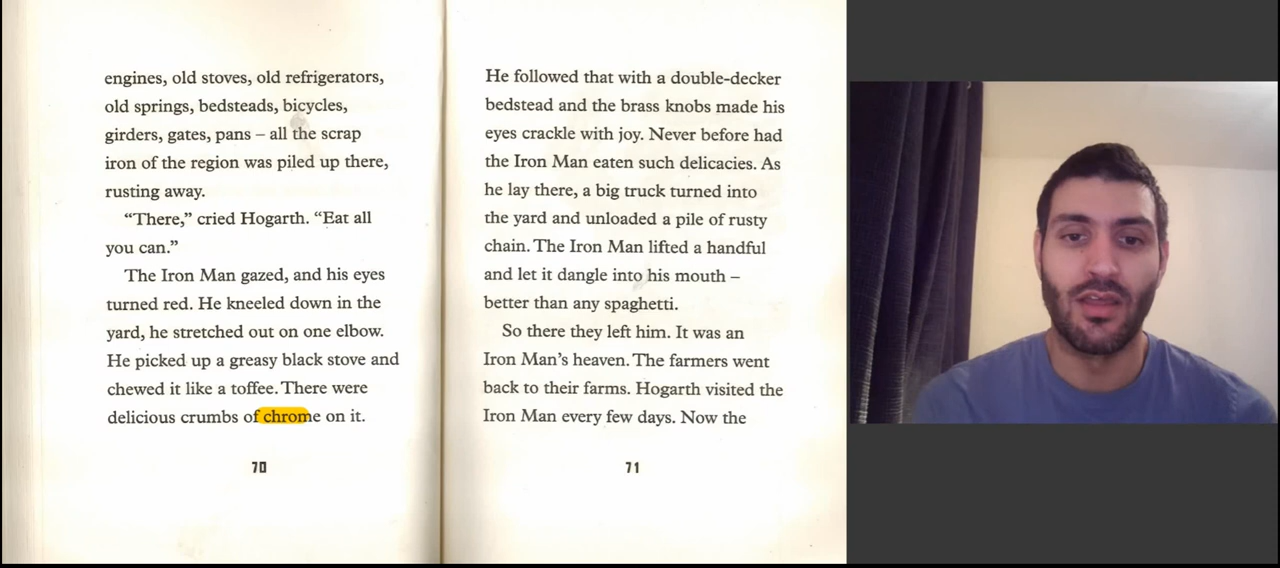 engines, old stoves, old refrigerators,
old springs, bedsteads, bicycles,
girders, gates, pans – all the scrap
iron of the region was piled up there,
rusting away.
“There,” cried Hogarth. “Eat all
you can.”
The Iron Man gazed, and his eyes
turned red. He kneeled down in the
yard, he stretched out on one elbow.
He picked up a greasy black stove and
chewed it like a toffee. There were
delicious crumbs of chrome on it.
70
He followed that with a double-decker
bedstead and the brass knobs made his
eyes crackle with joy. Never before had
the Iron Man eaten such delicacies. As
he lay there, a big truck turned into
the yard and unloaded a pile of rusty
chain. The Iron Man lifted a handful
and let it dangle into his mouth –
better than any spaghetti.
So there they left him. It was an
Iron Man’s heaven. The farmers went
back to their farms. Hogarth visited the
Iron Man every few days. Now the
71